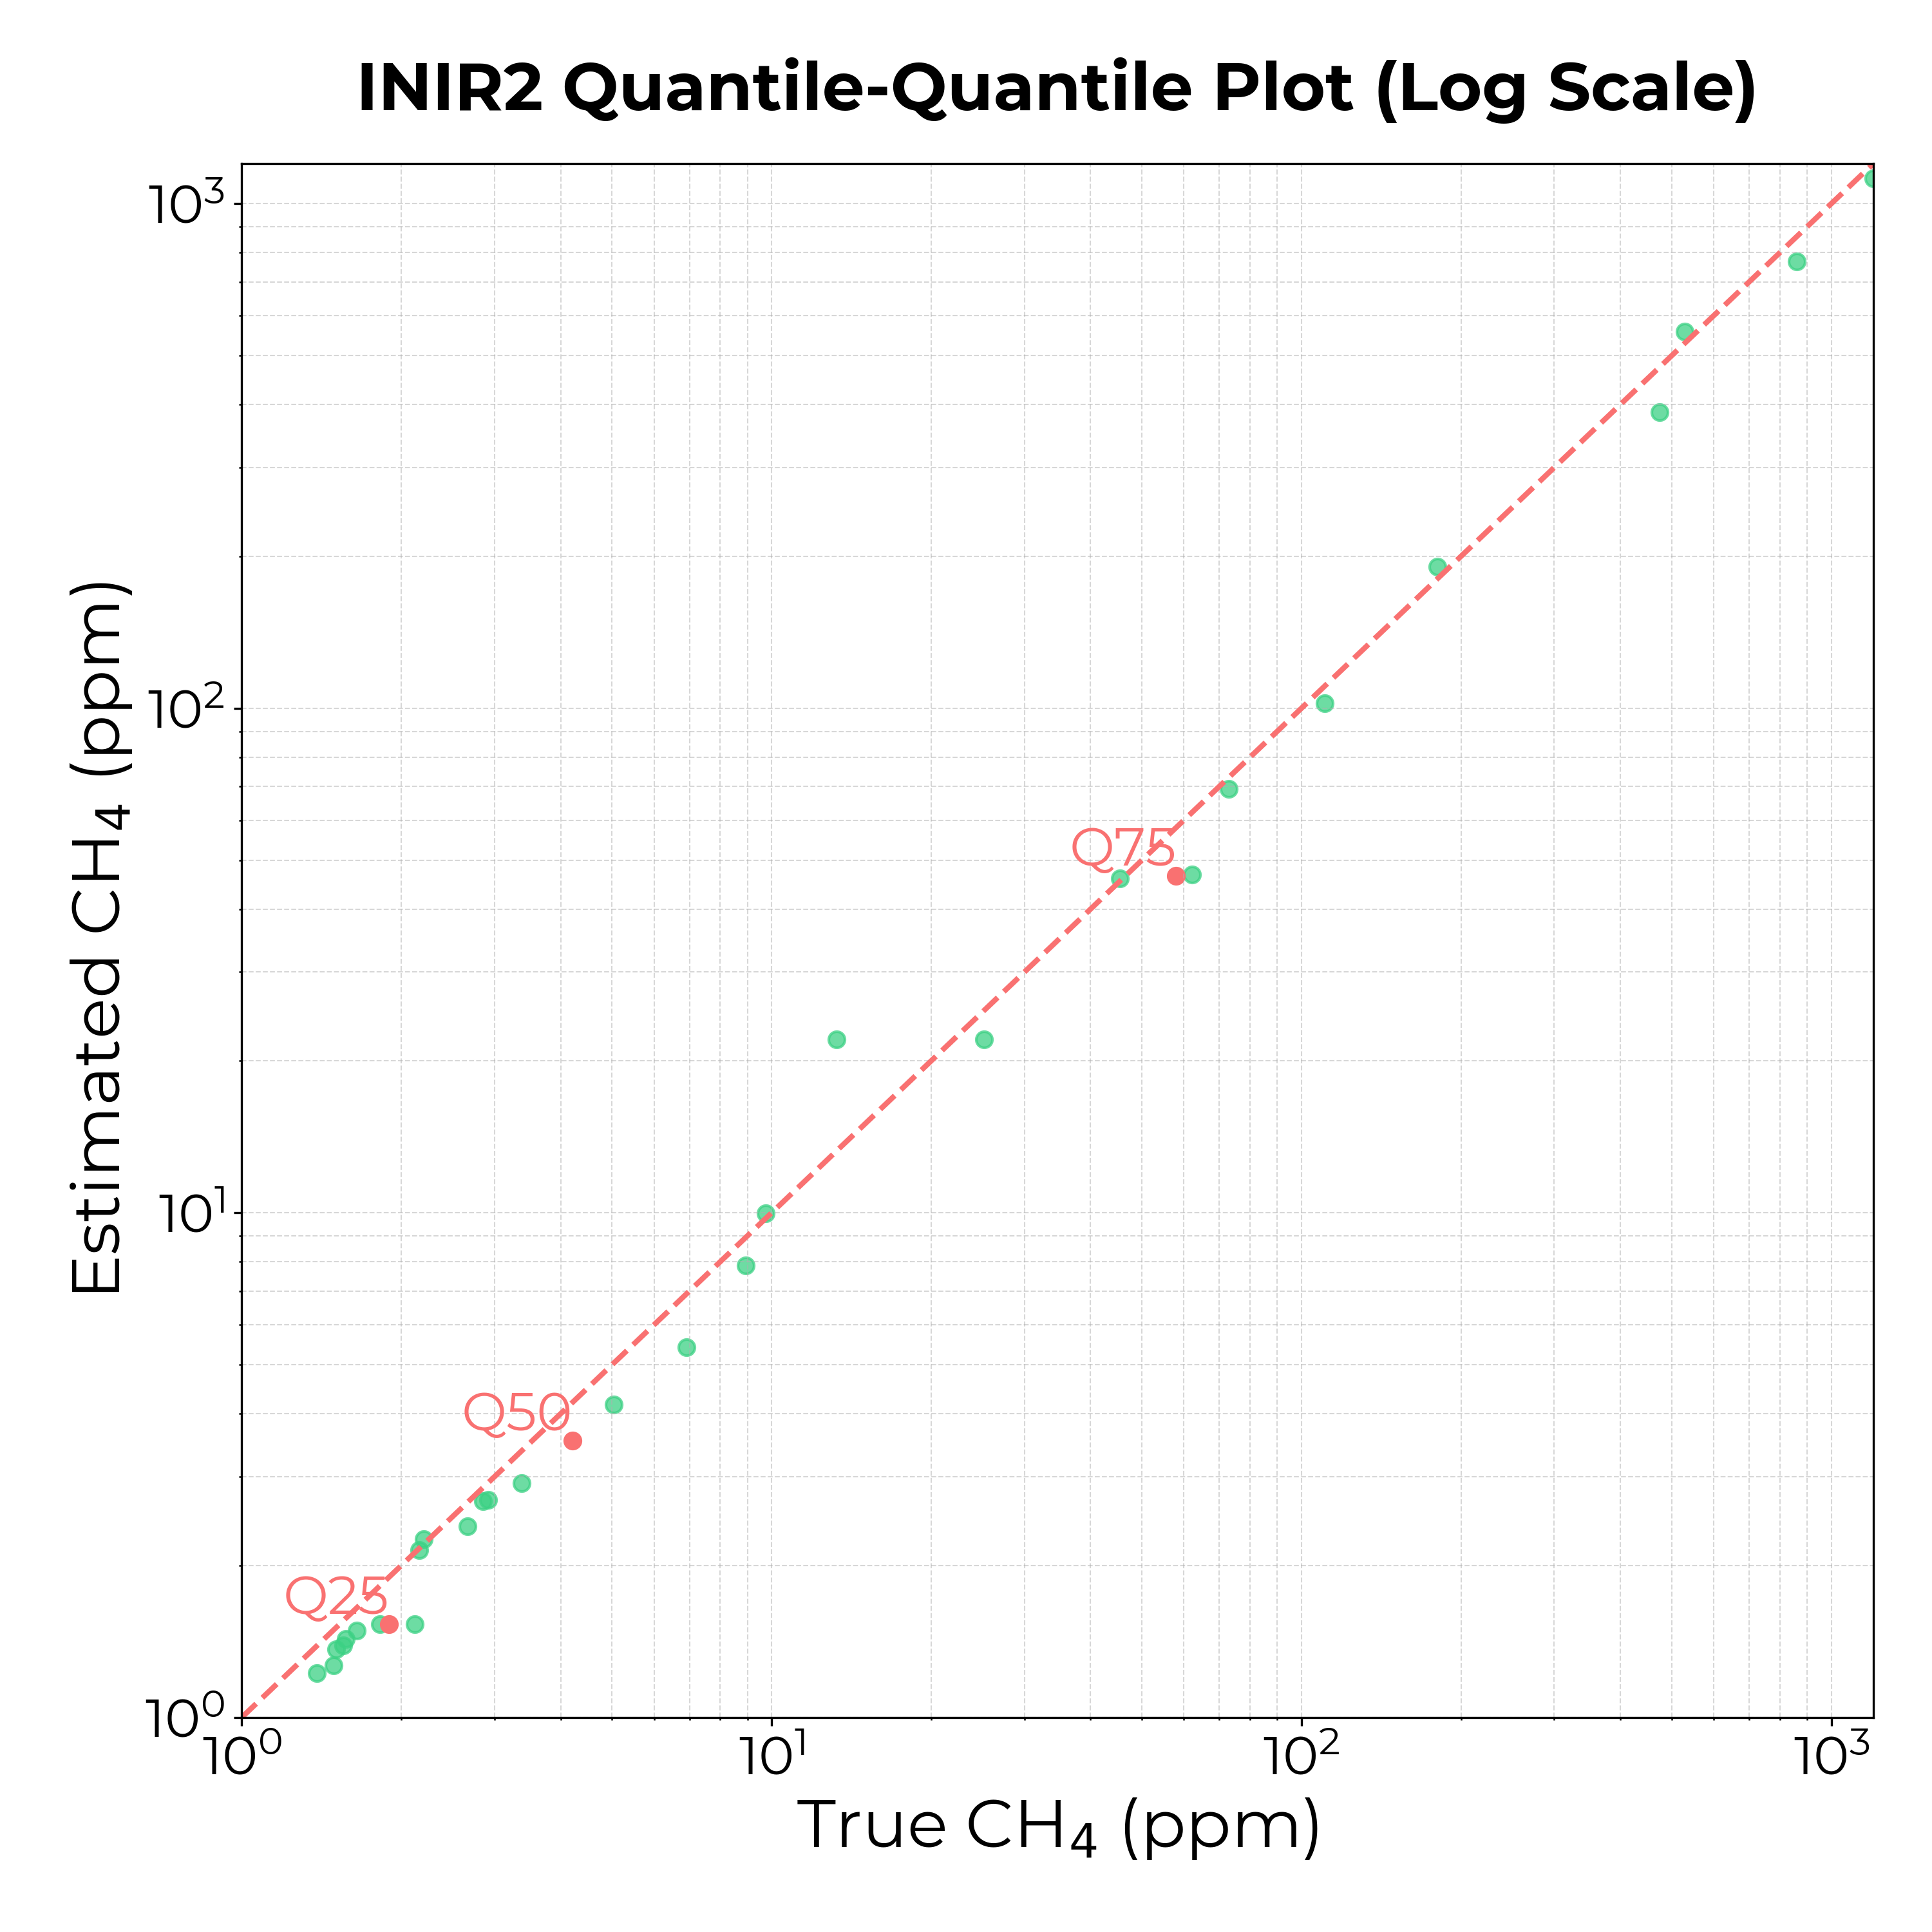 INIR2 Quantile-Quantile Plot (Log Scale)
10³
10²
10¹
10⁰
Estimated CH₄ (ppm)
Q75
Q50
Q25
10⁰ 10¹ 10² 10³
True CH₄ (ppm)